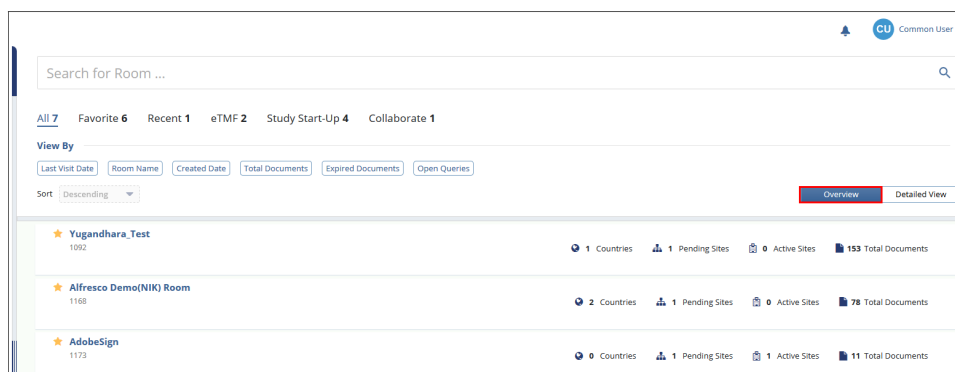 CU Common User
Search for Room ...
All 7 Favorite 6 Recent 1 eTMF 2 Study Start-Up 4 Collaborate 1
View By
Last Visit Date Room Name Created Date Total Documents Expired Documents Open Queries
Sort Descending Overview Detailed View
Yugandhara_Test
1092
1 Countries 1 Pending Sites 0 Active Sites 153 Total Documents
Alfresco Demo(NIK) Room
1168
2 Countries 1 Pending Sites 0 Active Sites 78 Total Documents
AdobeSign
1173
0 Countries 1 Pending Sites 1 Active Sites 11 Total Documents